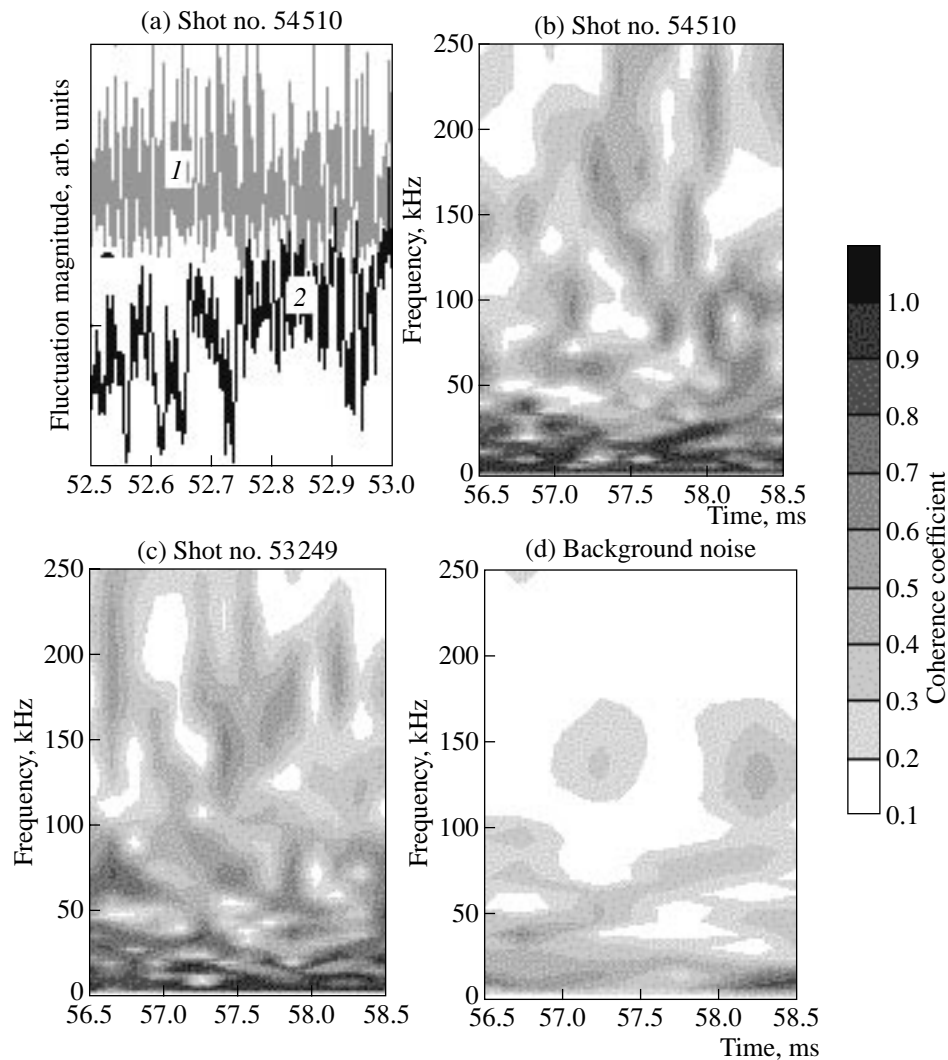 (a) Shot no. 54510
Fluctuation magnitude, arb. units
1
2
52.5 52.6 52.7 52.8 52.9 53.0
(b) Shot no. 54510
Frequency, kHz
250
200
150
100
50
0
56.5 57.0 57.5 58.0 58.5
Time, ms
(c) Shot no. 53249
Frequency, kHz
250
200
150
100
50
0
56.5 57.0 57.5 58.0 58.5
(d) Background noise
Frequency, kHz
250
200
150
100
50
0
56.5 57.0 57.5 58.0 58.5
Time, ms
1.0
0.9
0.8
0.7
0.6
0.5
0.4
0.3
0.2
0.1
Coherence coefficient